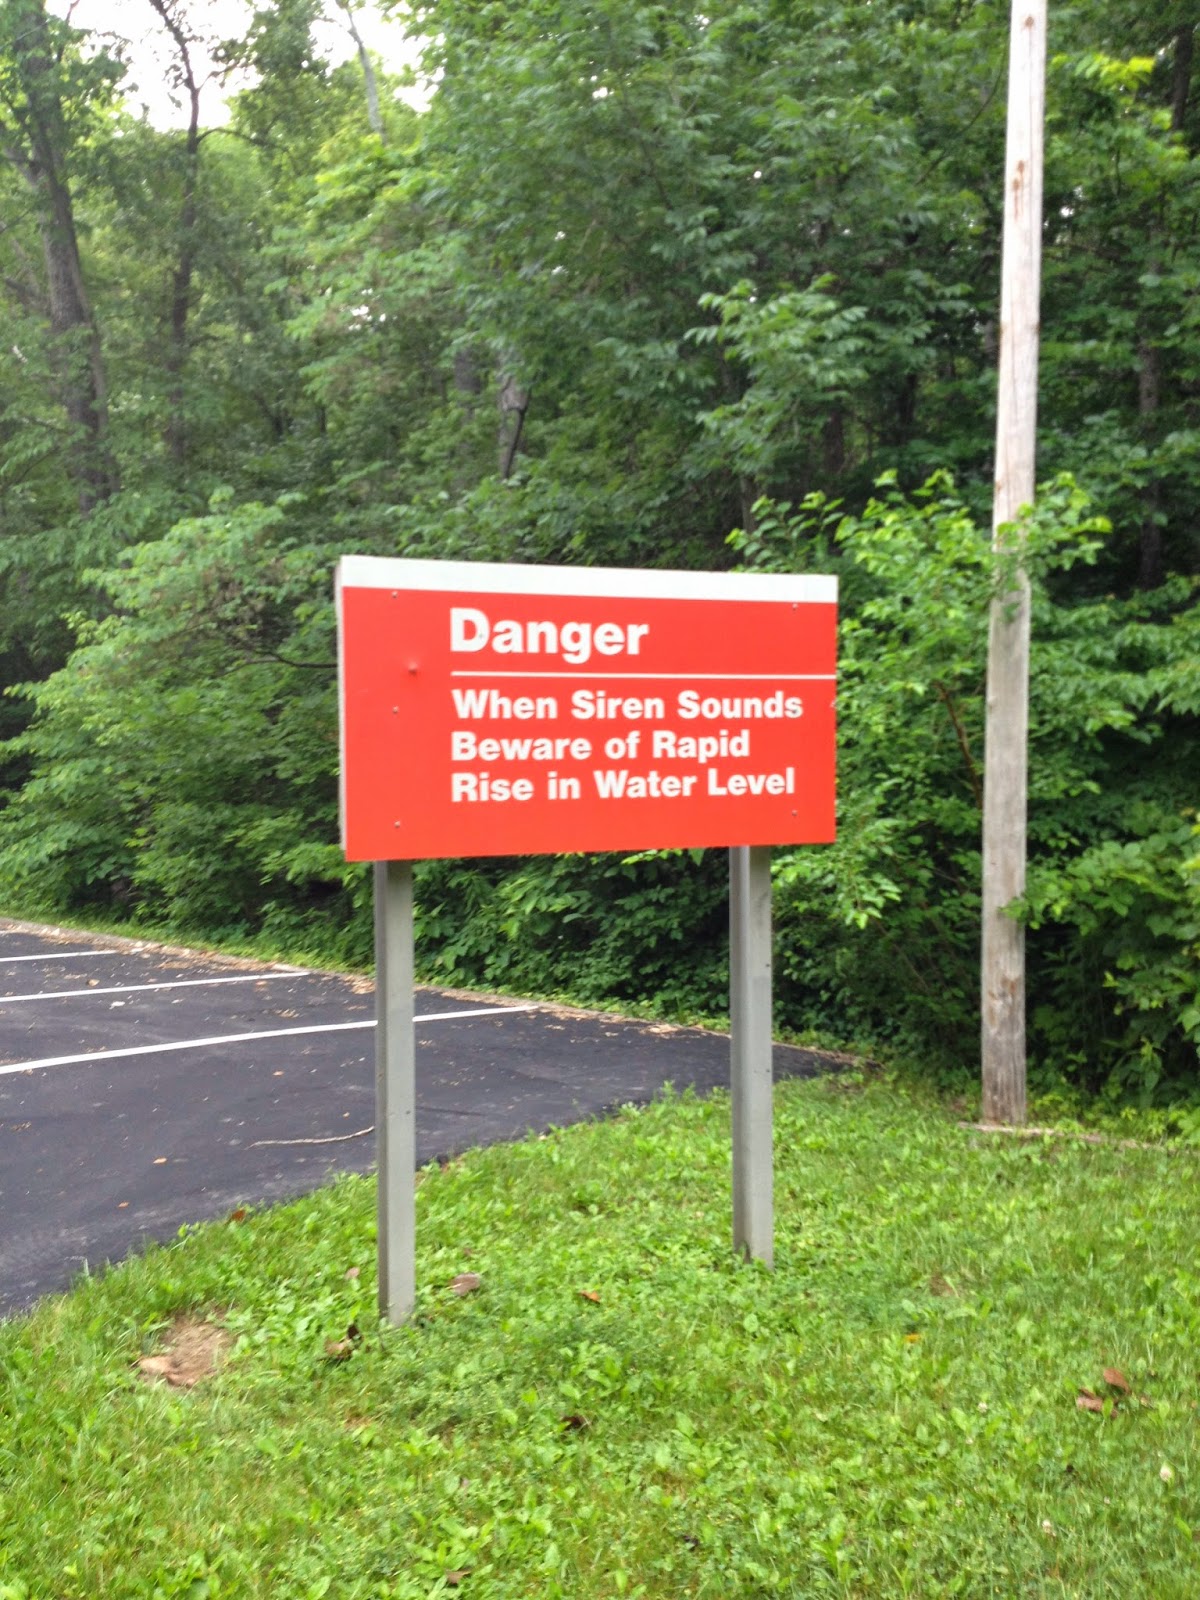 Danger
When Siren Sounds
Beware of Rapid
Rise in Water Level